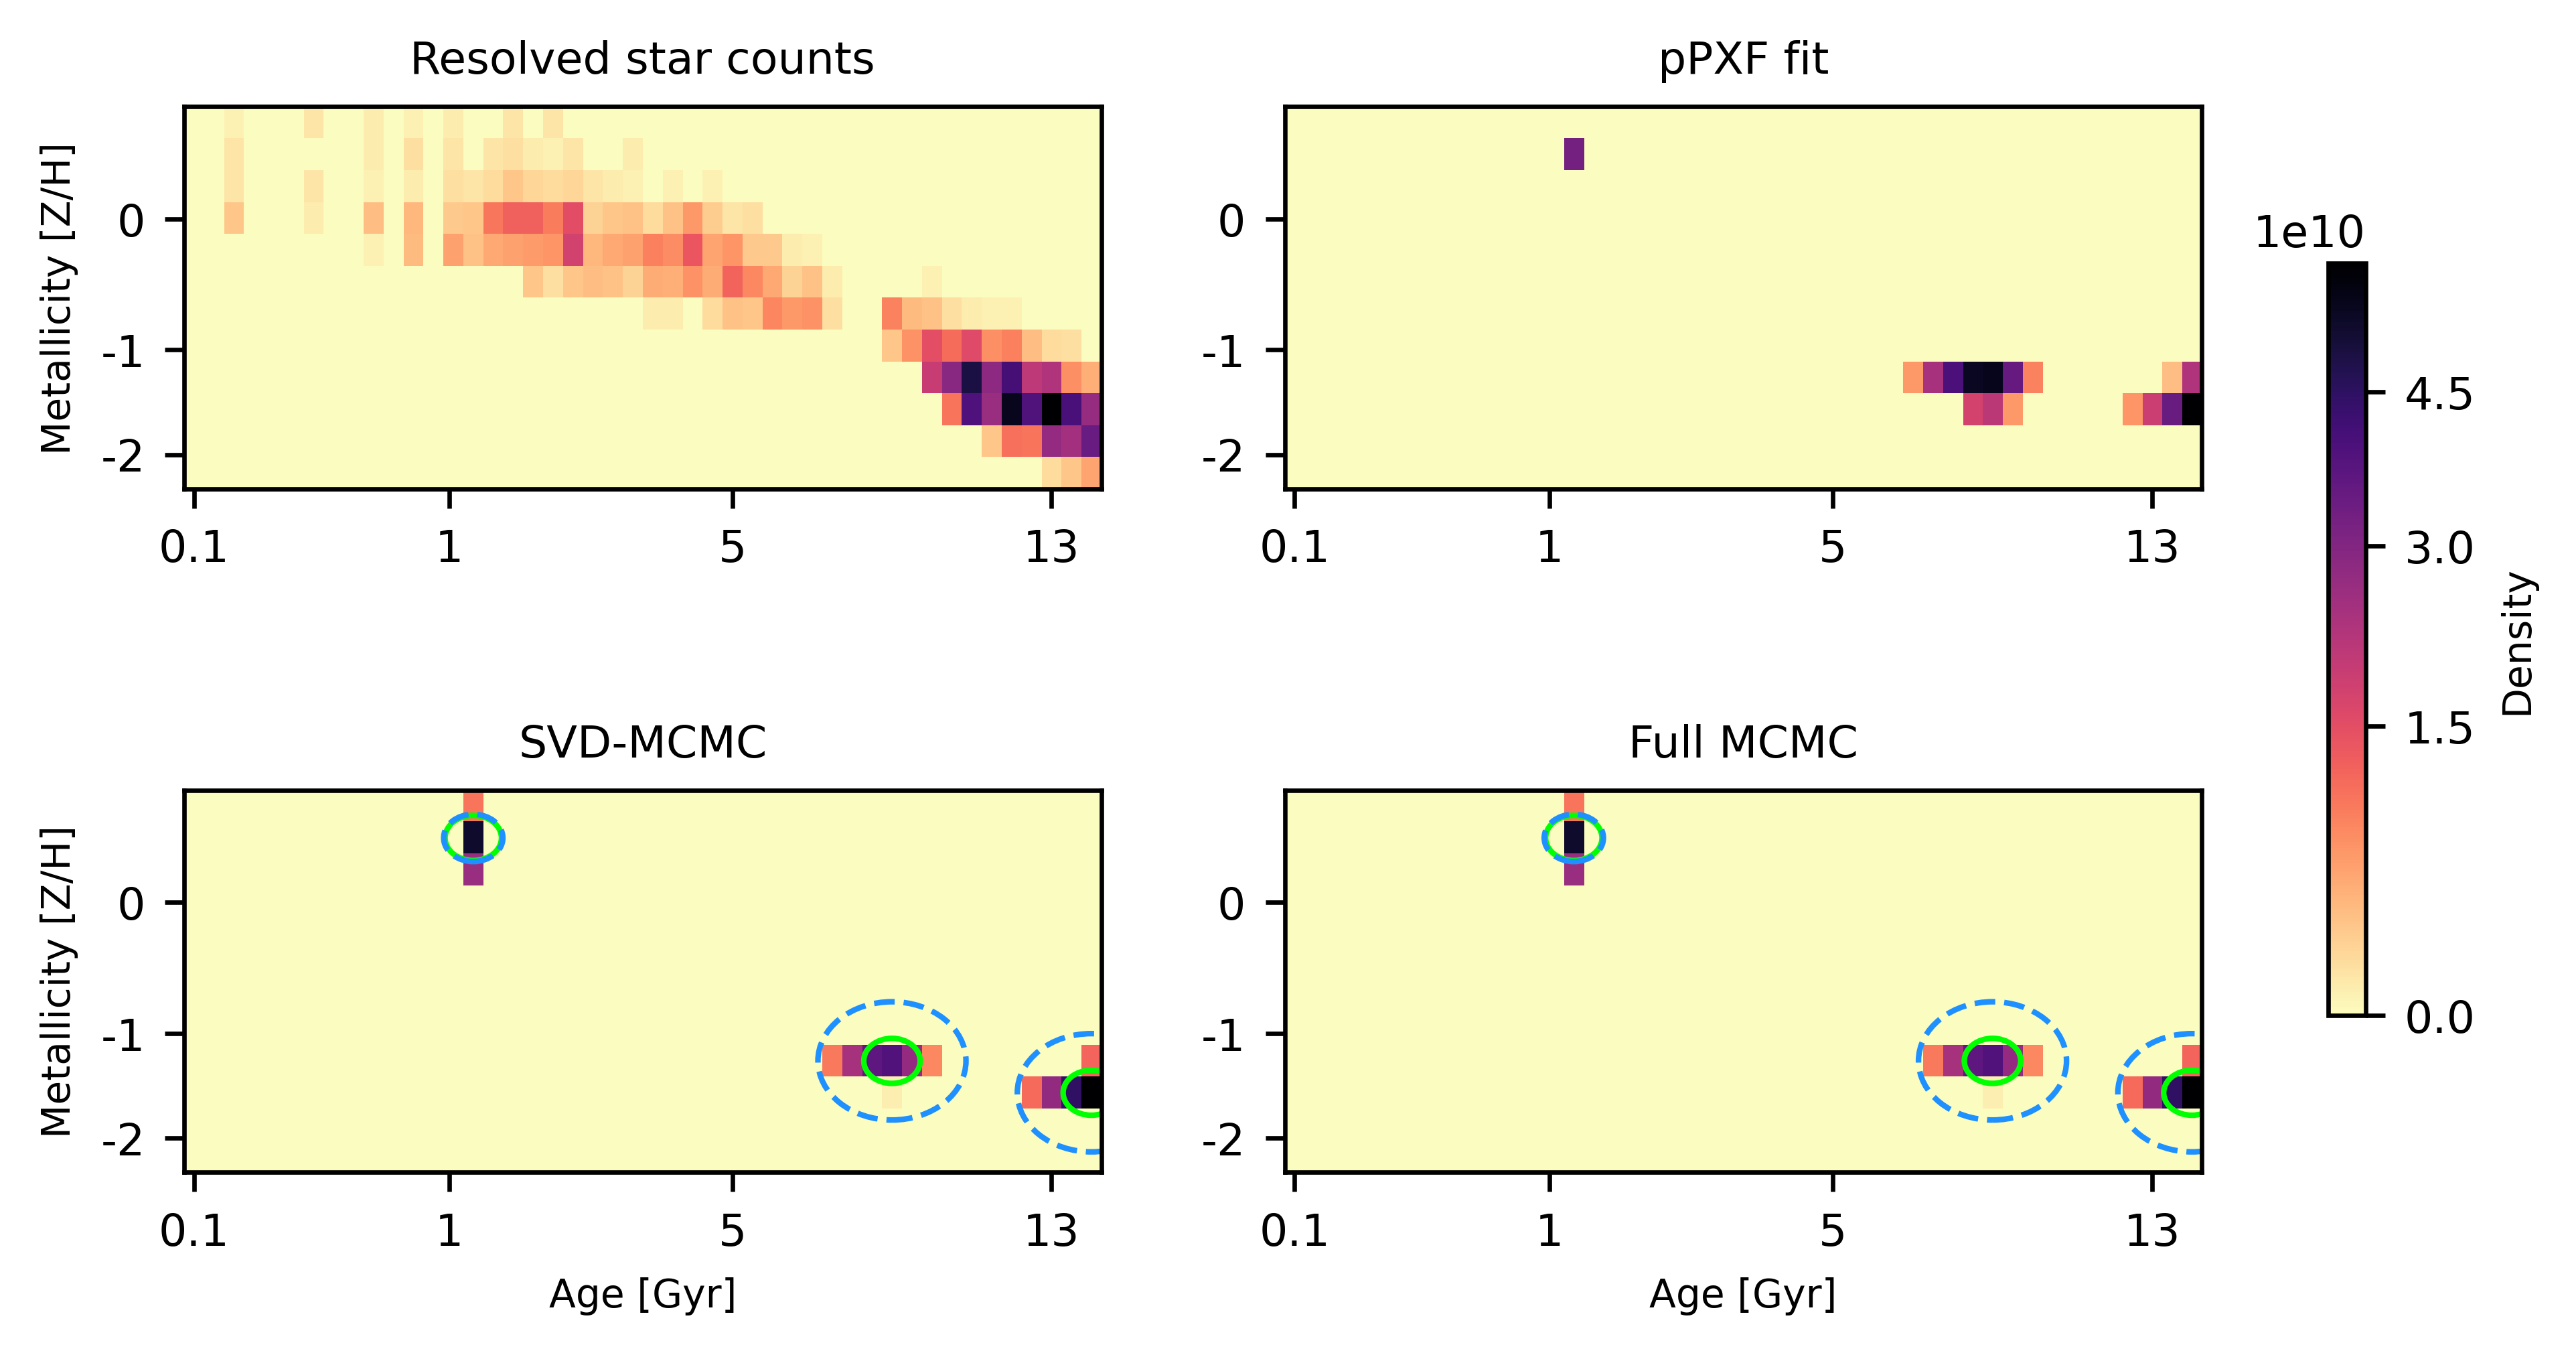 Resolved star counts
pPXF fit
Metallicity [Z/H]
0
-1
-2
0.1 1 5 13
0
-1
-2
0.1 1 5 13
1e10
4.5
3.0
1.5
0.0
Density
SVD-MCMC
Full MCMC
Metallicity [Z/H]
0
-1
-2
0.1 1 5 13
Age [Gyr]
0
-1
-2
0.1 1 5 13
Age [Gyr]